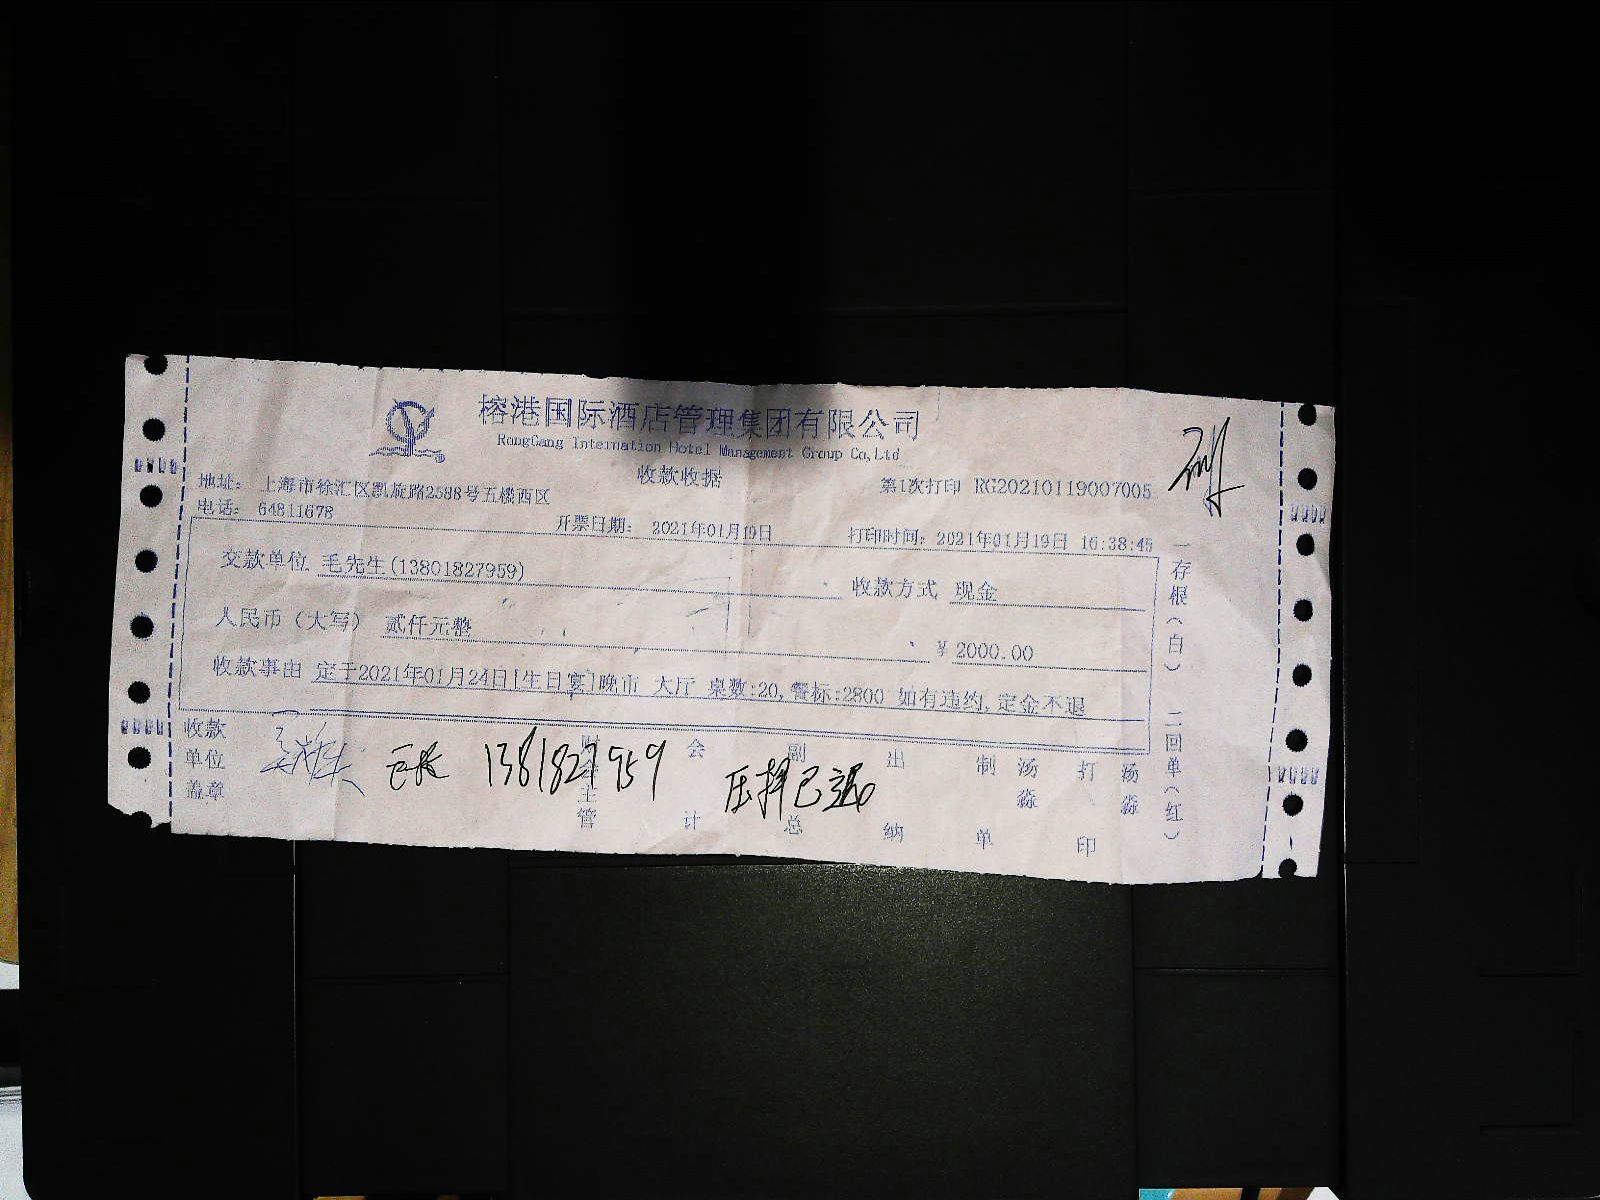 榕港国际酒店管理集团有限公司
RongGang Internation Hotel Management Group Co,Ltd
收款收据
地址： 上海市徐汇区凯旋路2588号五楼西区
第1次打印 RG20210119007005
电话： 64811678
开票日期： 2021年01月19日
打印时间：2021年01月19日 16:38:45
交款单位 毛先生(13801827959)
收款方式 现金
人民币（大写） 贰仟元整
￥2000.00
收款事由 定于2021年01月24日[生日宴]晚市 大厅 桌数:20,餐标:2800 如有违约,定金不退
收款单位盖章
财务主管
会计
副总
出纳
制单 汤淼
打印 汤淼
1381827959
压押已退
一存根（白） 二回单（红）